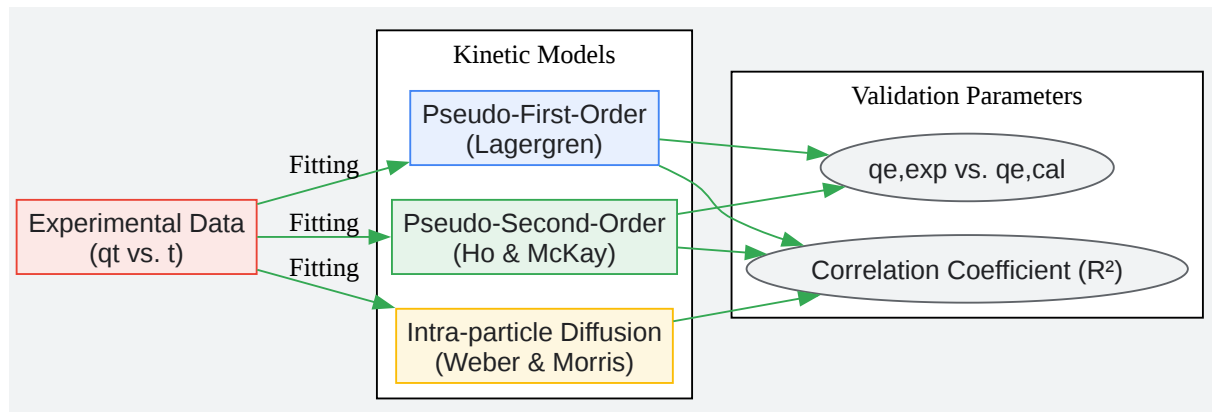 Kinetic Models
Pseudo-First-Order
(Lagergren)
Validation Parameters
qe,exp vs. qe,cal
Fitting
Experimental Data
(qt vs. t)
Fitting
Pseudo-Second-Order
(Ho & McKay)
Fitting
Correlation Coefficient (R²)
Intra-particle Diffusion
(Weber & Morris)